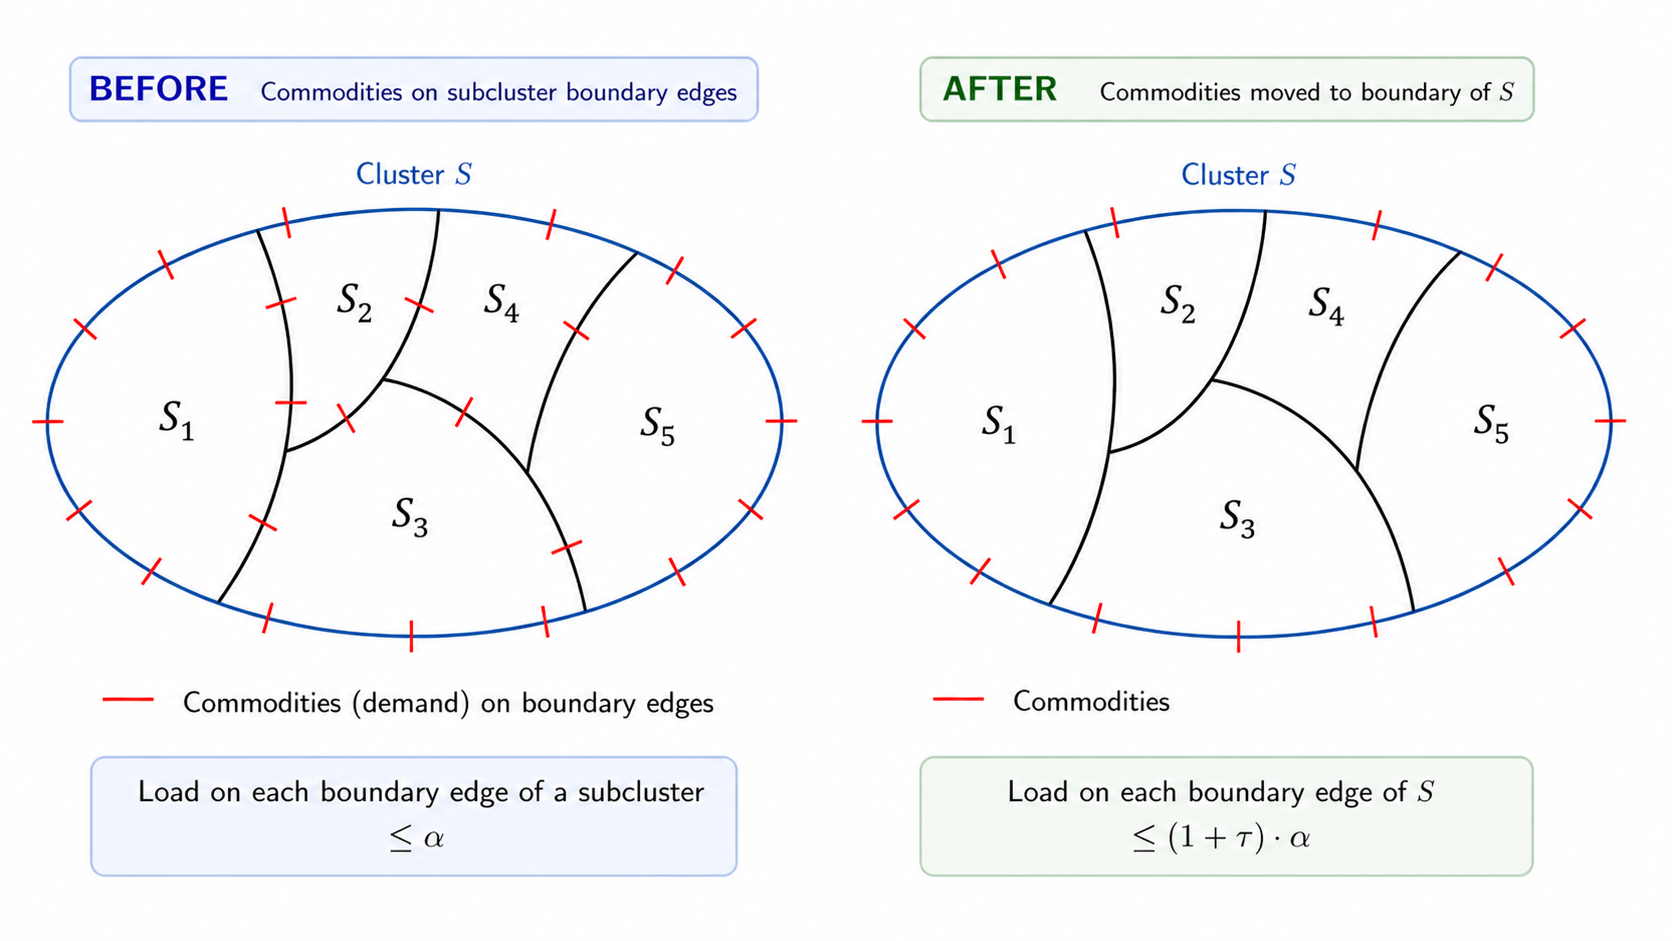 BEFORE Commodities on subcluster boundary edges
Cluster S
S₂
S₄
S₁
S₅
S₃
Commodities (demand) on boundary edges
Load on each boundary edge of a subcluster
≤ α
AFTER Commodities moved to boundary of S
Cluster S
S₂
S₄
S₁
S₅
S₃
Commodities
Load on each boundary edge of S
≤ (1 + τ) · α